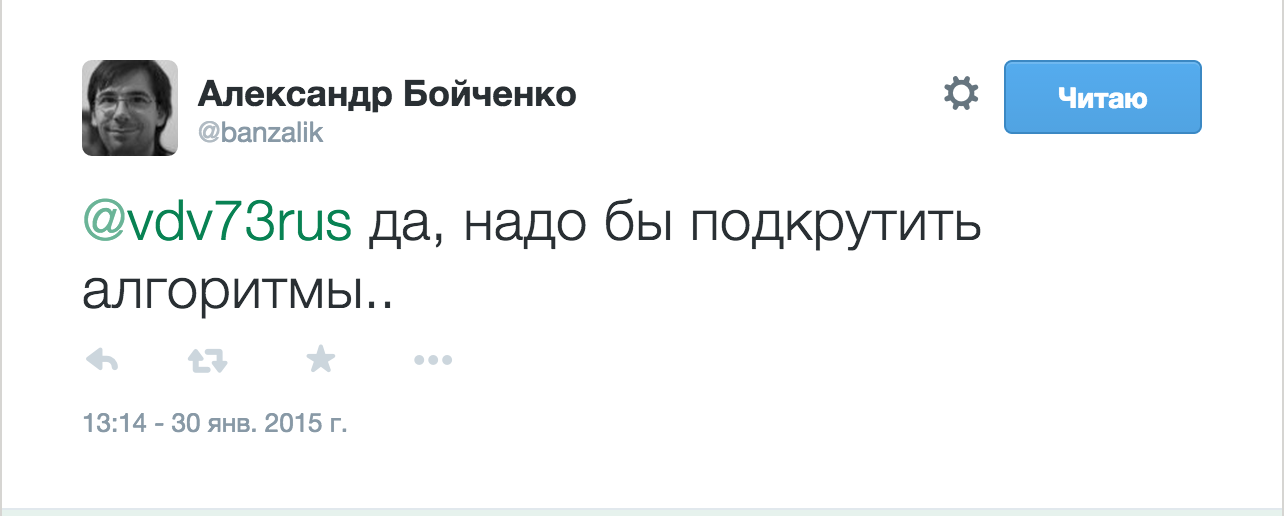 Александр Бойченко
@banzalik
Читаю
@vdv73rus да, надо бы подкрутить
алгоритмы..
13:14 - 30 янв. 2015 г.